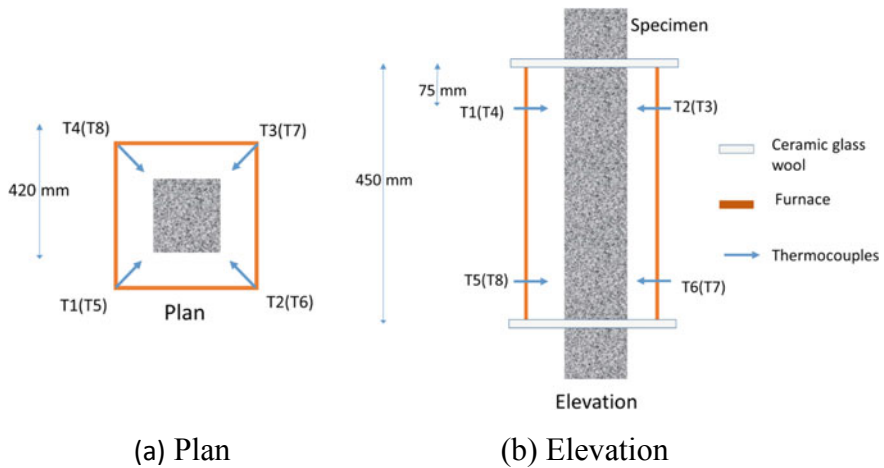 T4(T8)
T3(T7)
420 mm
T1(T5)
T2(T6)
Plan
Specimen
75 mm
T1(T4)
T2(T3)
450 mm
T5(T8)
T6(T7)
Elevation
Ceramic glass
wool
Furnace
Thermocouples
(a) Plan
(b) Elevation